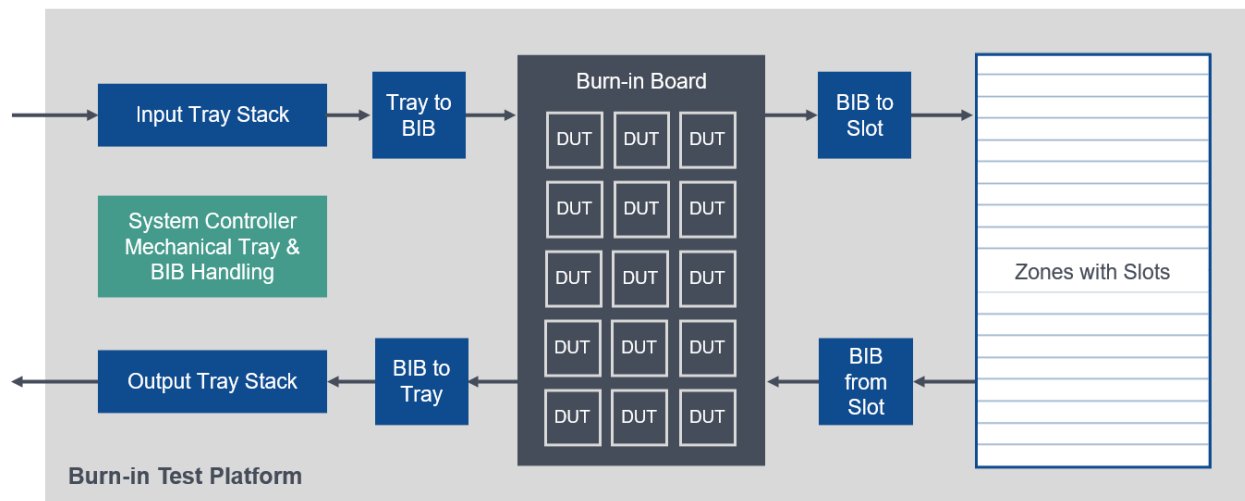 Input Tray Stack
Tray to
BIB
Burn-in Board
BIB to
Slot
DUT DUT DUT
DUT DUT DUT
DUT DUT DUT
DUT DUT DUT
DUT DUT DUT
System Controller
Mechanical Tray &
BIB Handling
Zones with Slots
Output Tray Stack
BIB to
Tray
BIB
from
Slot
Burn-in Test Platform